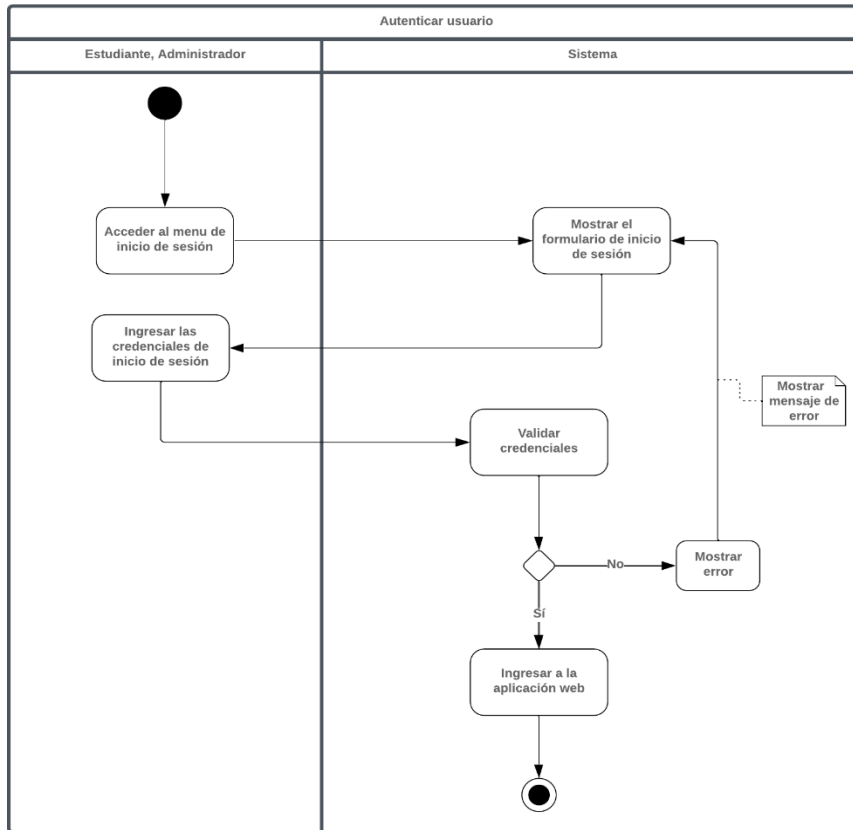 Autenticar usuario
Estudiante, Administrador
Sistema
Acceder al menu de
inicio de sesión
Mostrar el
formulario de inicio
de sesión
Ingresar las
credenciales de
inicio de sesión
Mostrar
mensaje de
error
Validar
credenciales
No
Mostrar
error
Sí
Ingresar a la
aplicación web